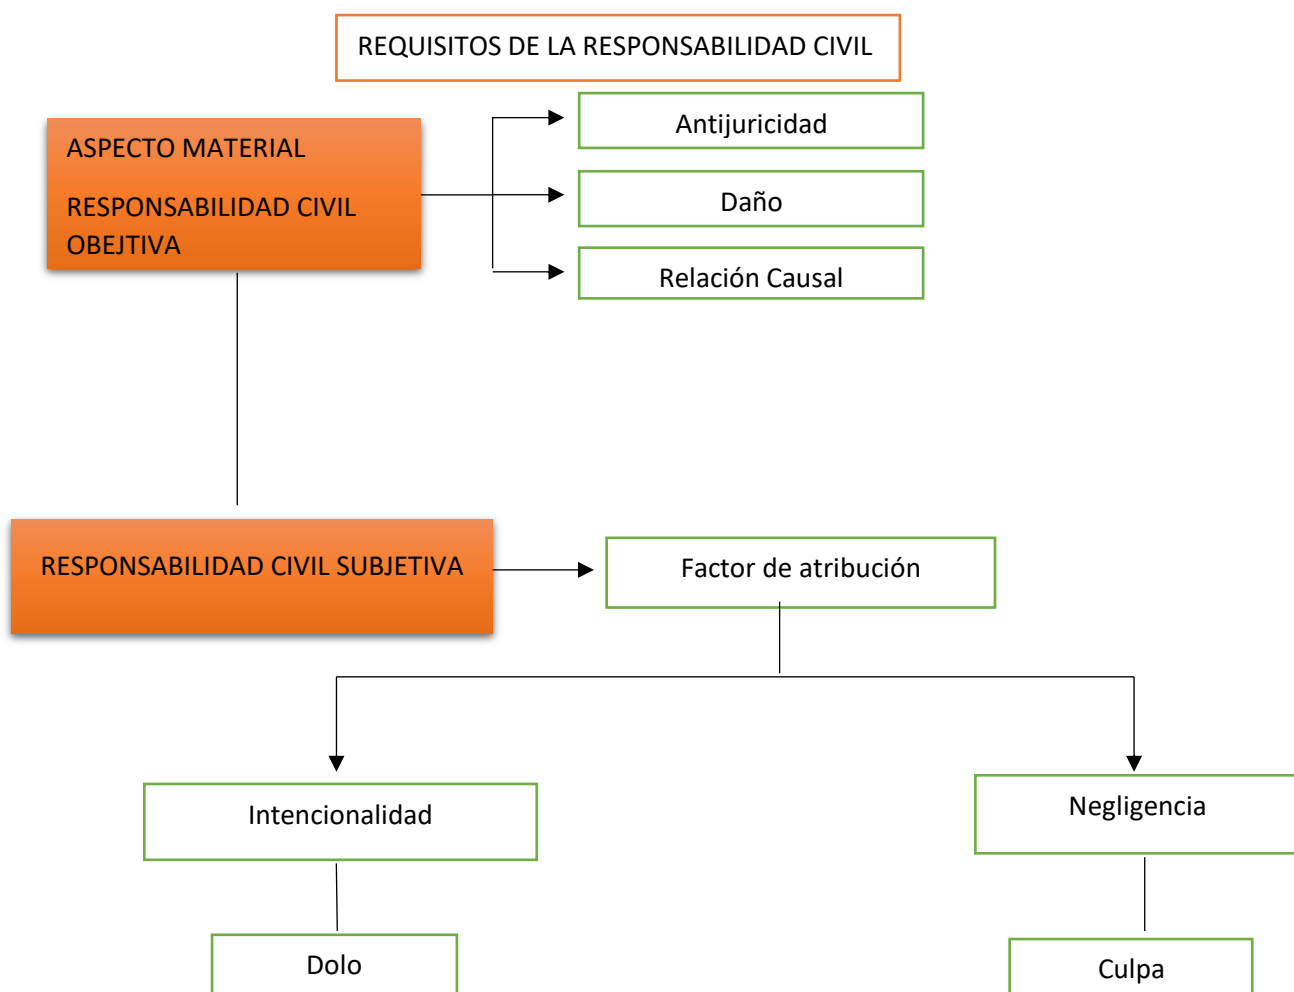 REQUISITOS DE LA RESPONSABILIDAD CIVIL
ASPECTO MATERIAL
RESPONSABILIDAD CIVIL
OBEJTIVA
Antijuricidad
Daño
Relación Causal
RESPONSABILIDAD CIVIL SUBJETIVA
Factor de atribución
Intencionalidad
Negligencia
Dolo
Culpa